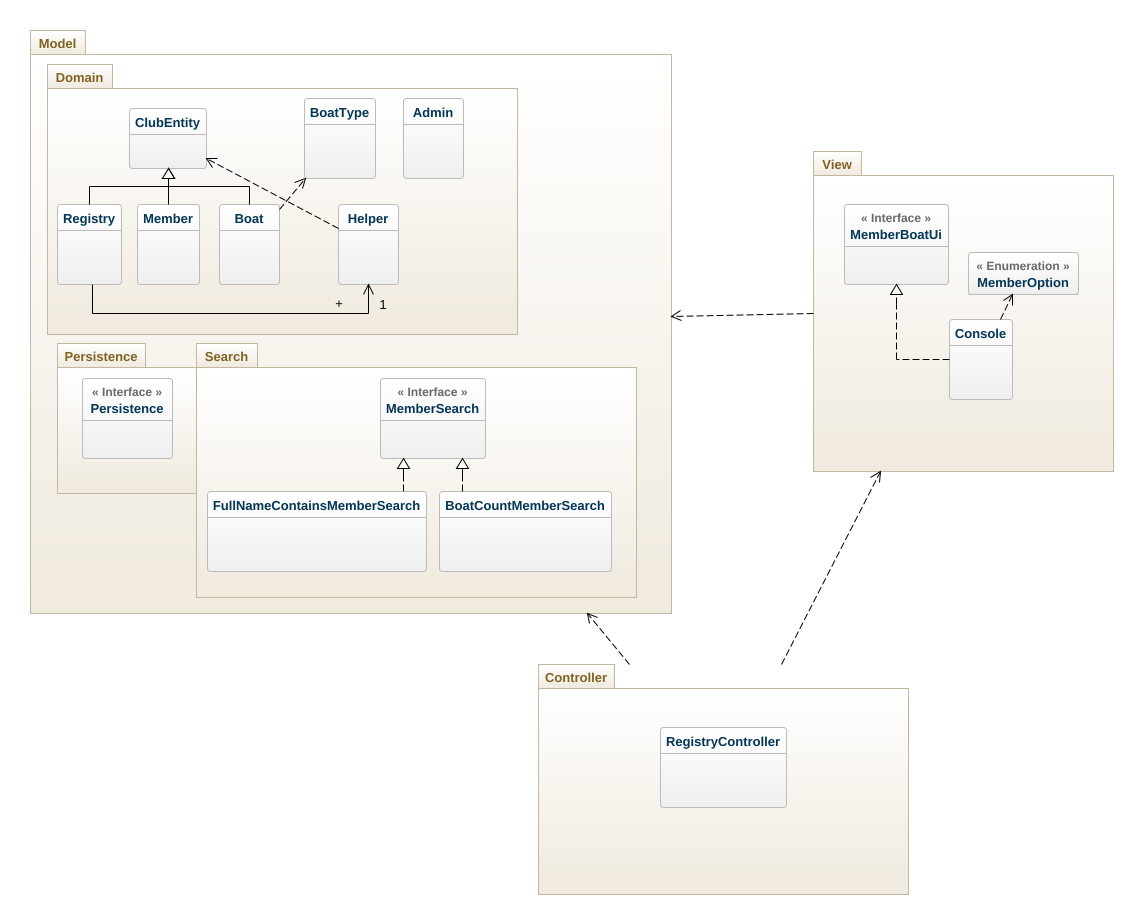 Model
Domain
ClubEntity
BoatType
Admin
Registry
Member
Boat
Helper
+
1
Persistence
« Interface »
Persistence
Search
« Interface »
MemberSearch
FullNameContainsMemberSearch
BoatCountMemberSearch
View
« Interface »
MemberBoatUi
« Enumeration »
MemberOption
Console
Controller
RegistryController